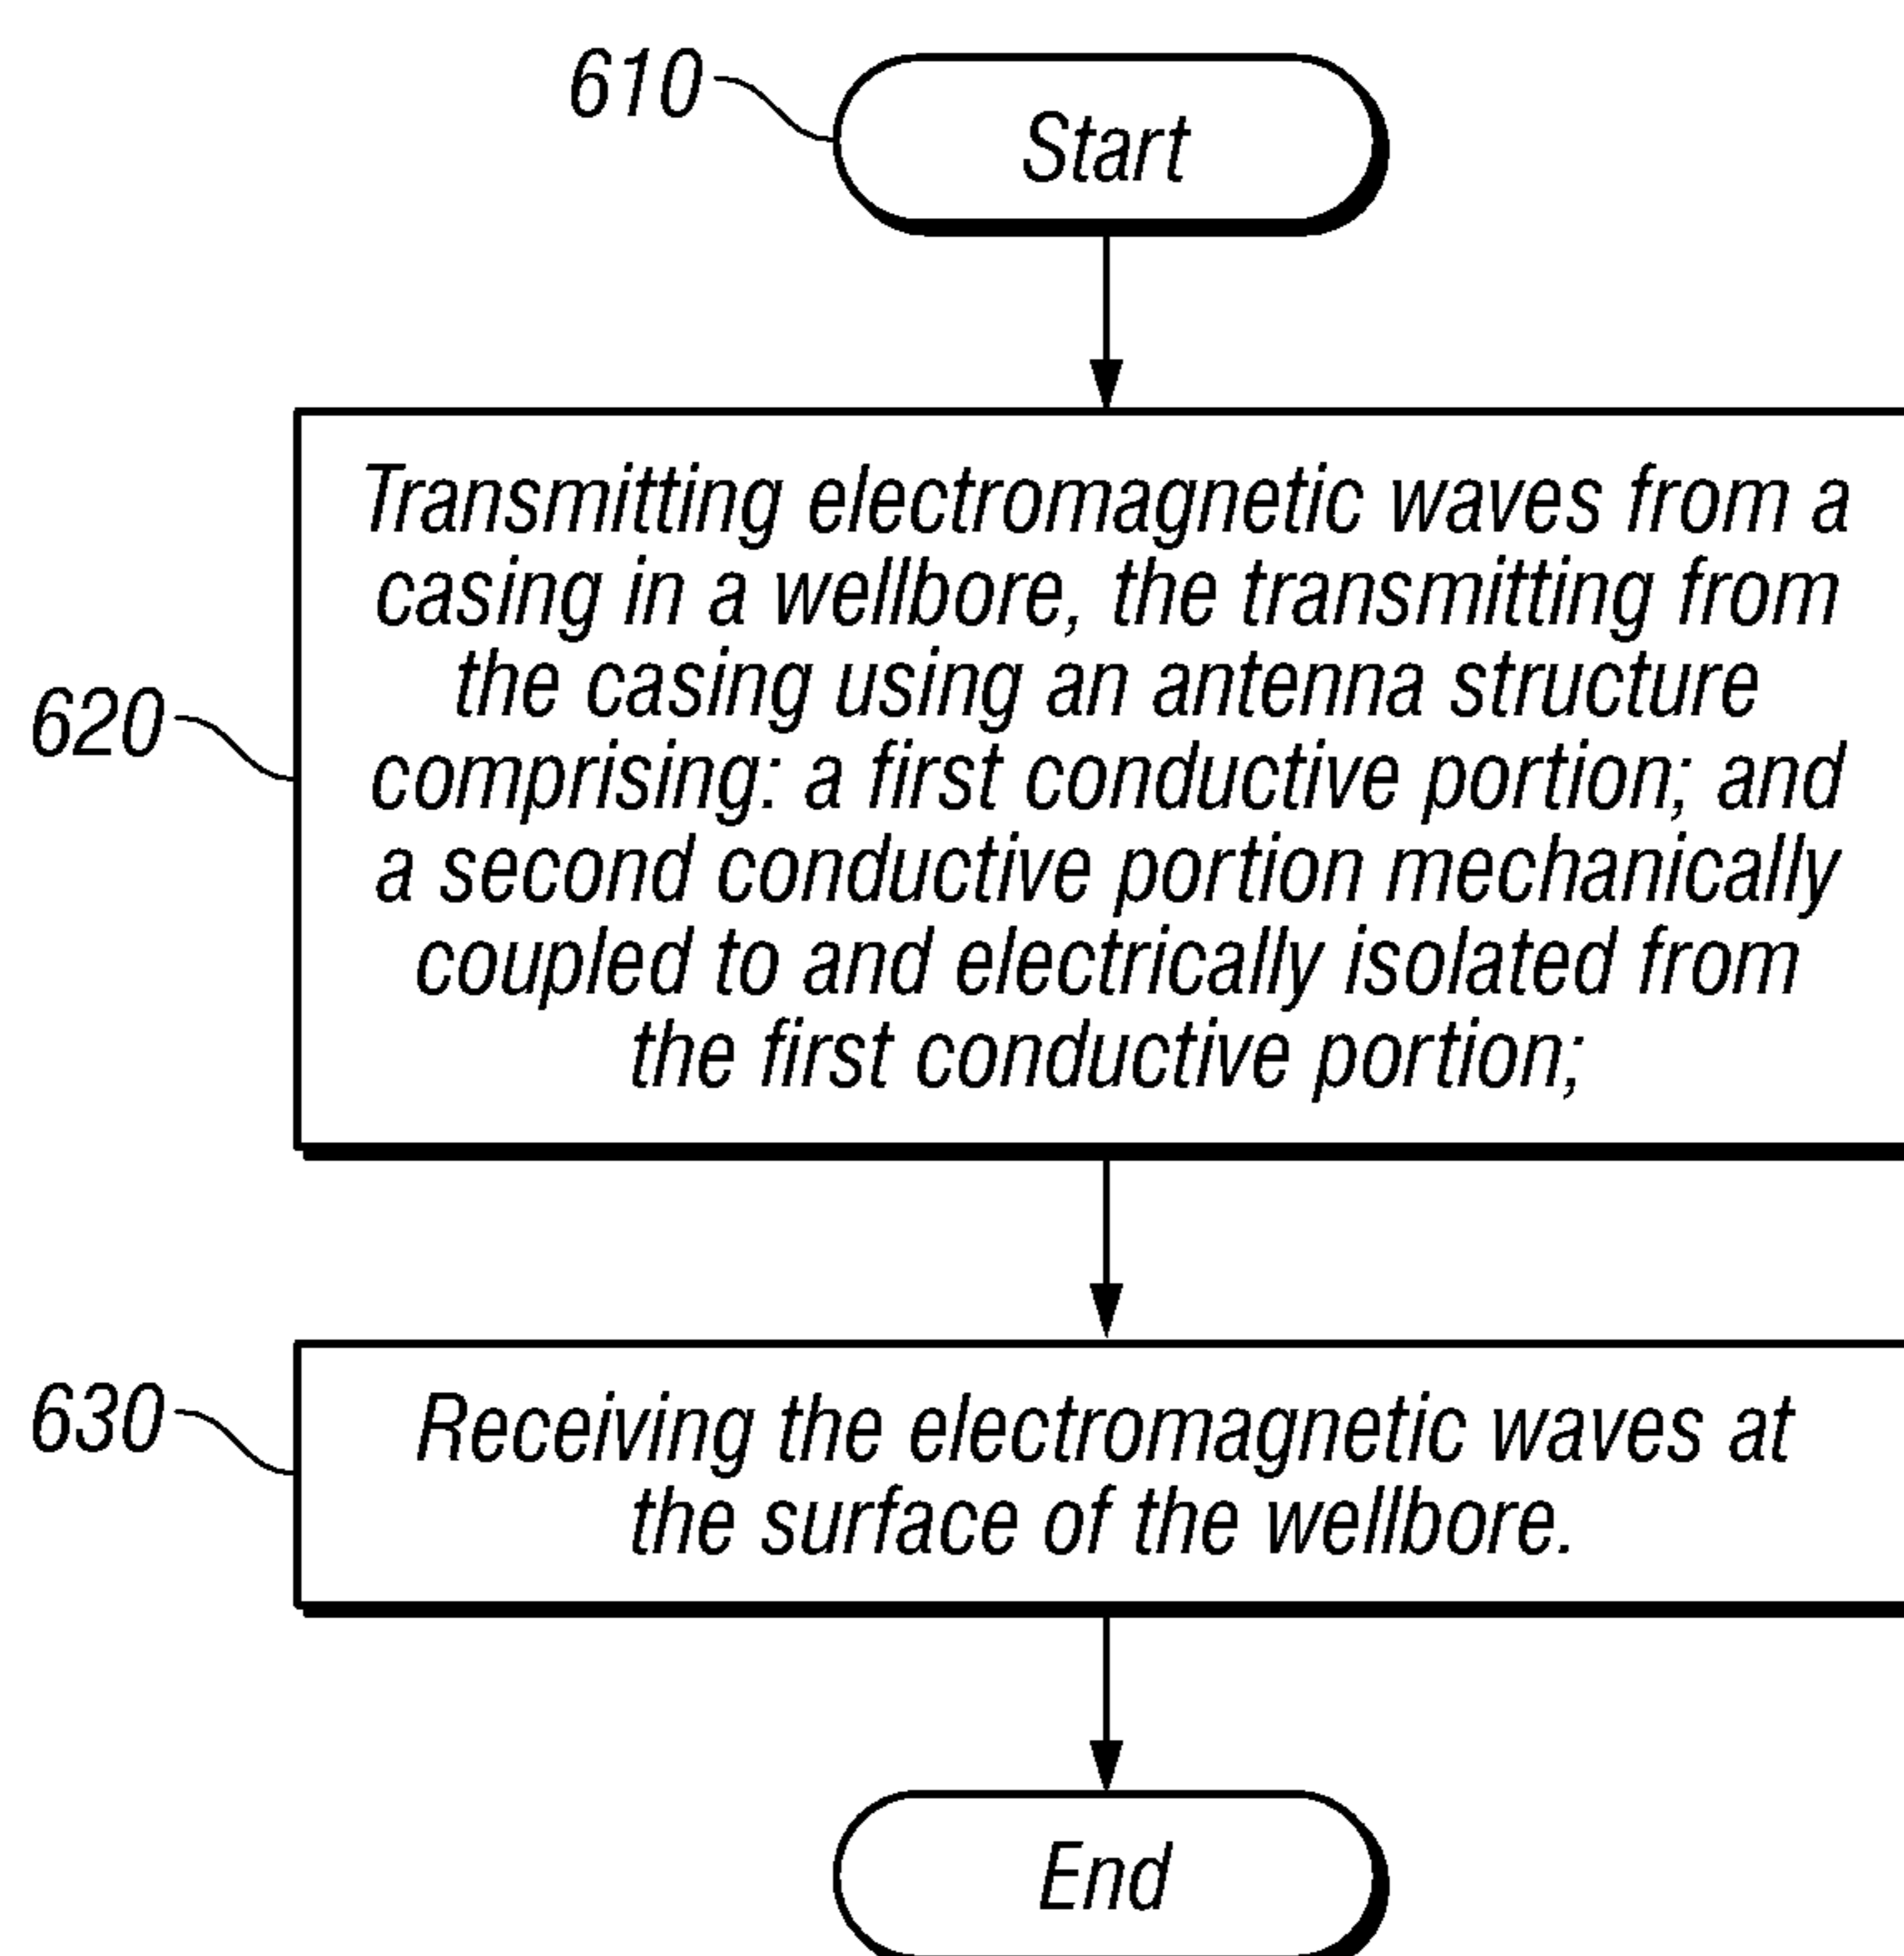 610
Start
Transmitting electromagnetic waves from a
casing in a wellbore, the transmitting from
the casing using an antenna structure
comprising: a first conductive portion; and
a second conductive portion mechanically
coupled to and electrically isolated from
the first conductive portion;
620
Receiving the electromagnetic waves at
the surface of the wellbore.
630
End